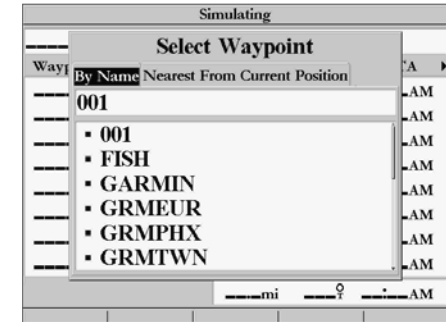 Simulating
Select Waypoint
By Name Nearest From Current Position
001
001
FISH
GARMIN
GRMEUR
GRMPHX
GRMTWN
AM
AM
AM
AM
AM
AM
AM
AM
mi
AM